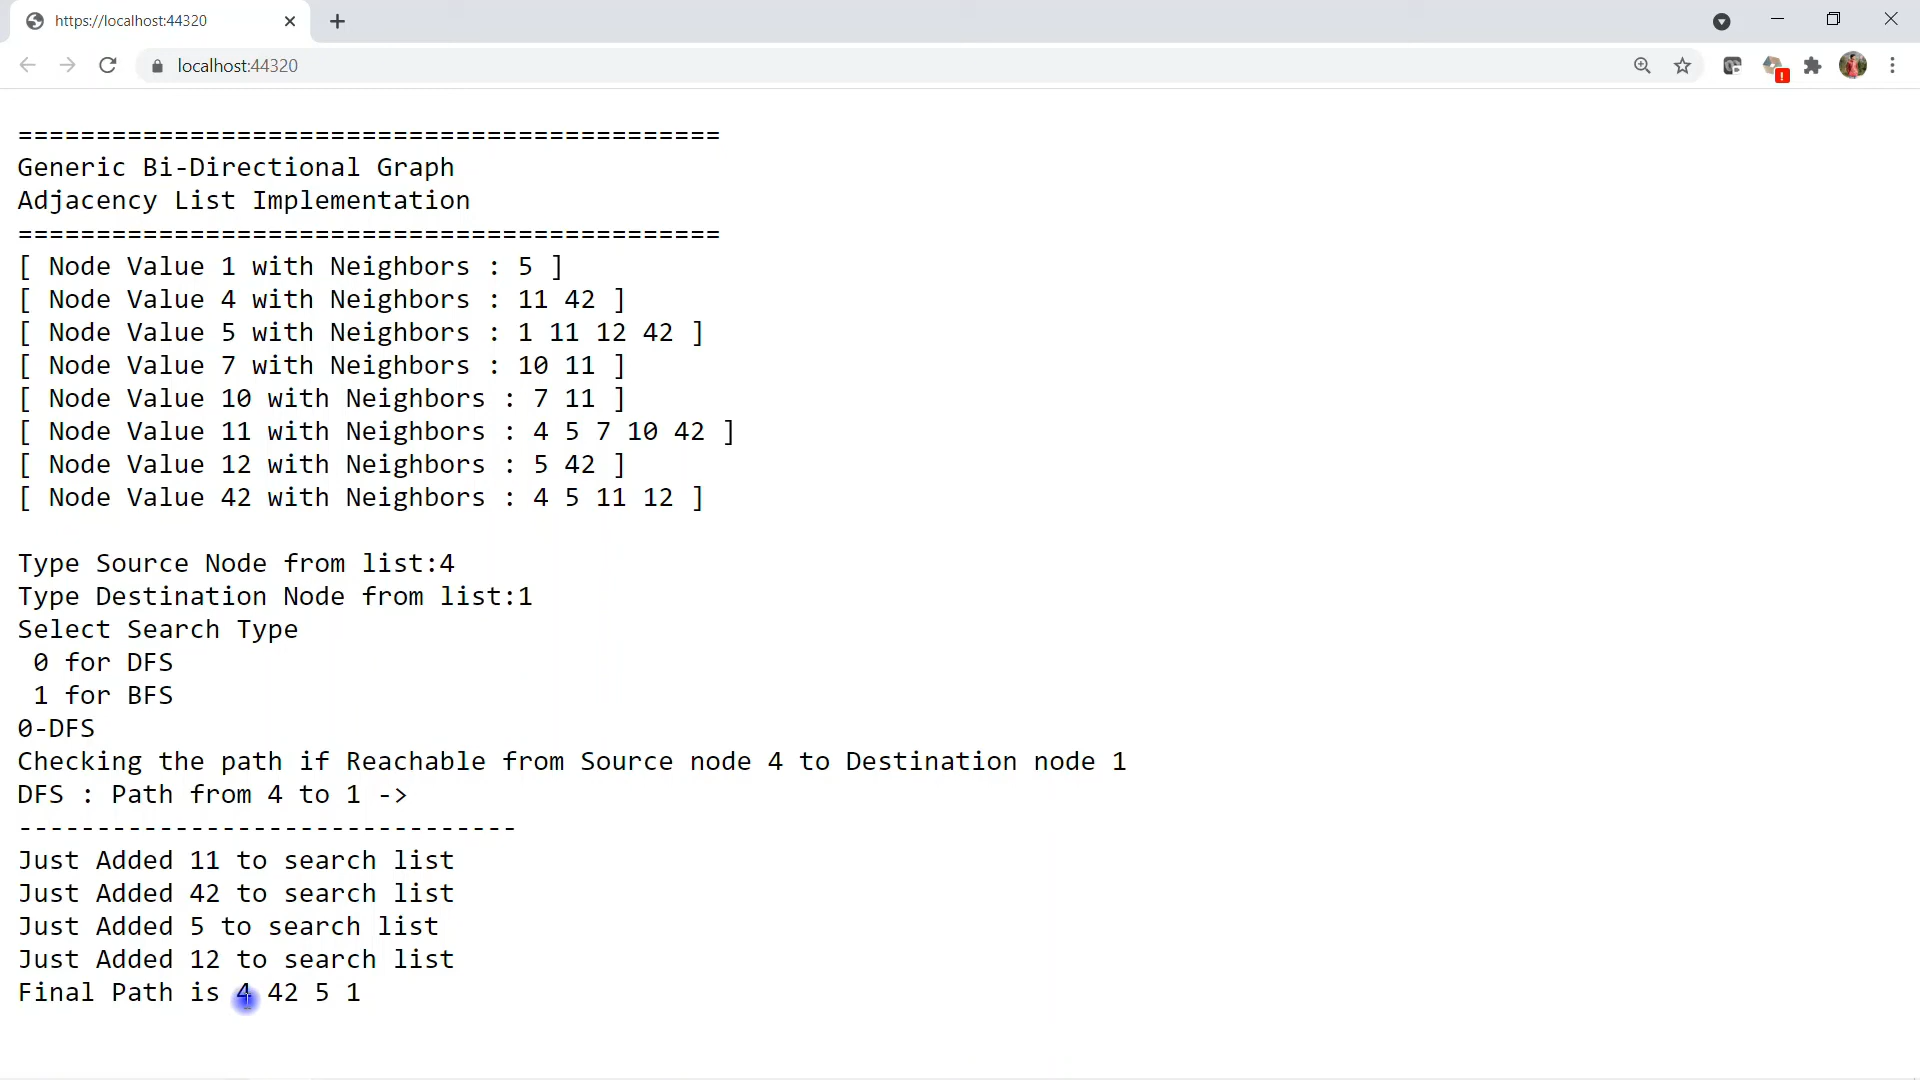 https://localhost:44320
localhost:44320
=============================================
Generic Bi-Directional Graph
Adjacency List Implementation
=============================================
[ Node Value 1 with Neighbors : 5 ]
[ Node Value 4 with Neighbors : 11 42 ]
[ Node Value 5 with Neighbors : 1 11 12 42 ]
[ Node Value 7 with Neighbors : 10 11 ]
[ Node Value 10 with Neighbors : 7 11 ]
[ Node Value 11 with Neighbors : 4 5 7 10 42 ]
[ Node Value 12 with Neighbors : 5 42 ]
[ Node Value 42 with Neighbors : 4 5 11 12 ]
Type Source Node from list:4
Type Destination Node from list:1
Select Search Type
0 for DFS
1 for BFS
0-DFS
Checking the path if Reachable from Source node 4 to Destination node 1
DFS : Path from 4 to 1 ->
--------------------------------
Just Added 11 to search list
Just Added 42 to search list
Just Added 5 to search list
Just Added 12 to search list
Final Path is 4 42 5 1